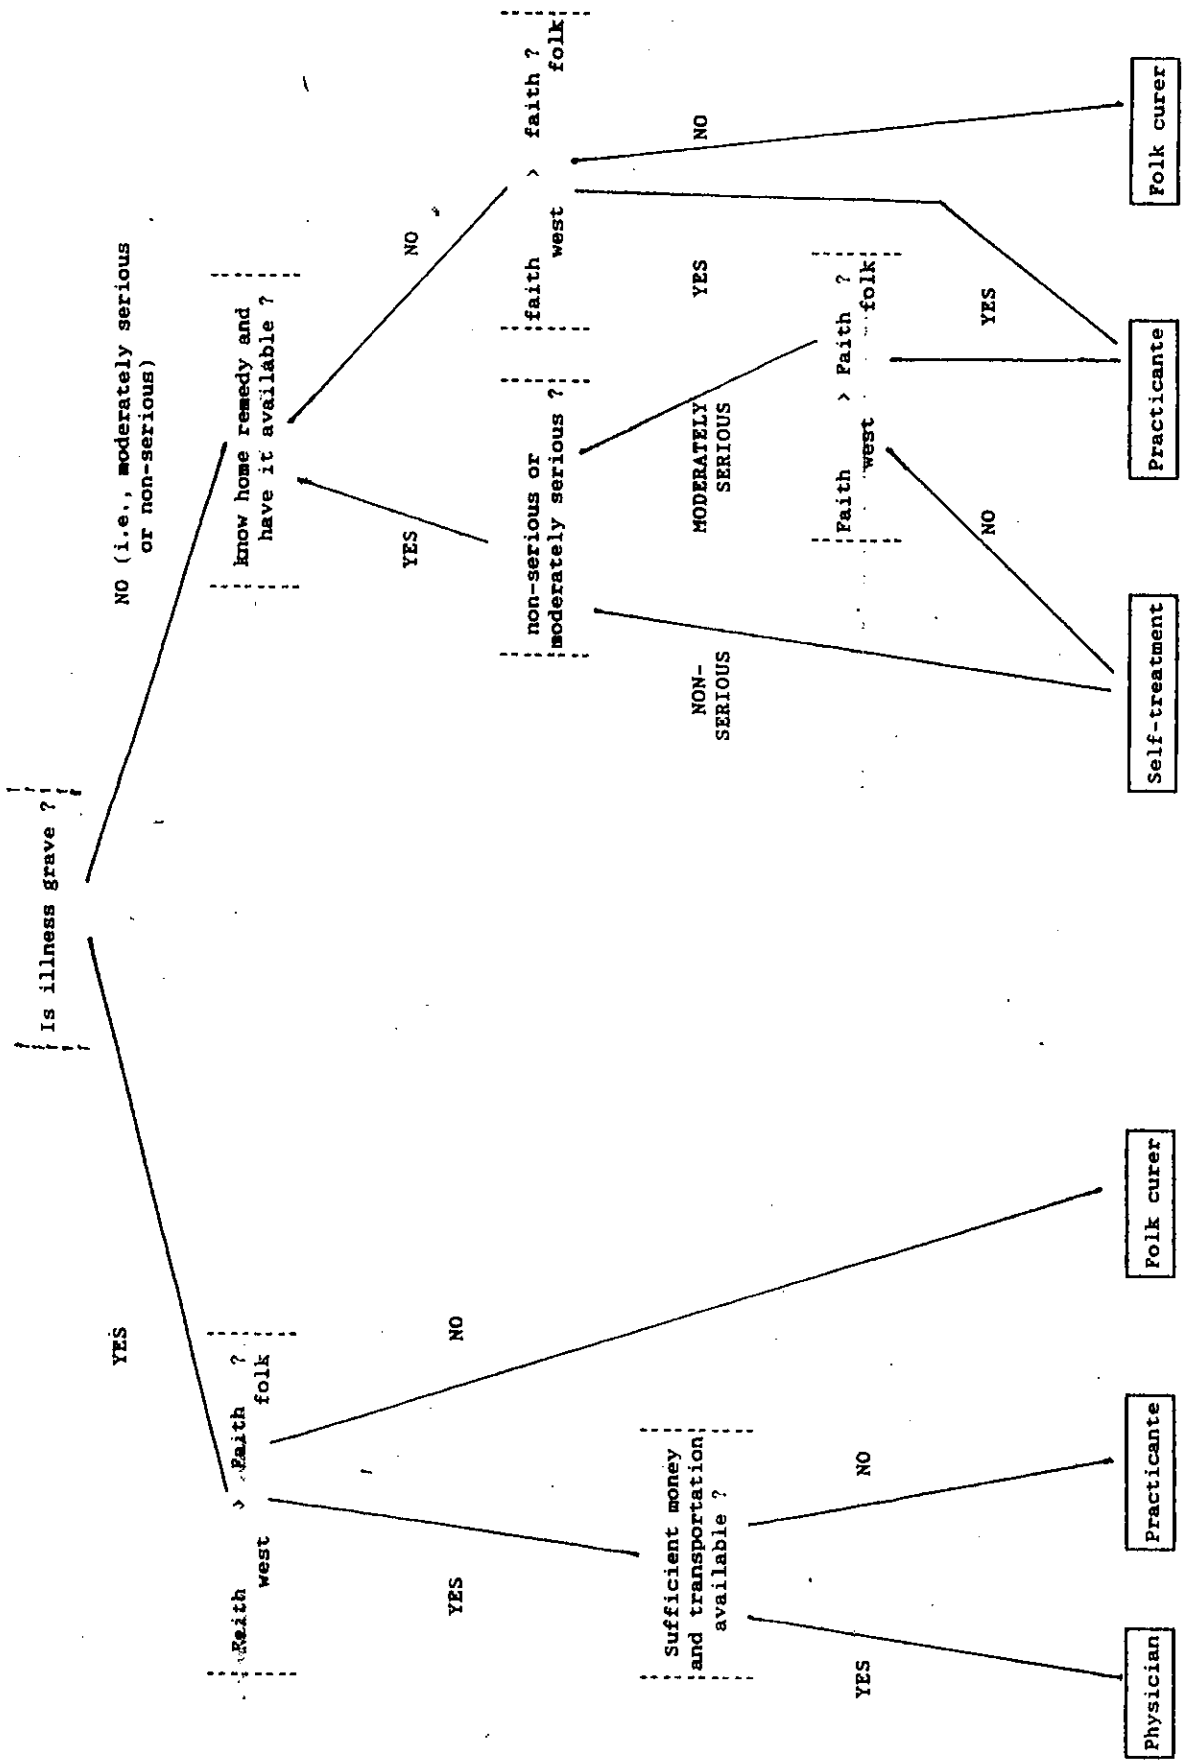 Is illness grave ?
YES
NO (i.e., moderately serious
or non-serious)
Faith > Faith ?
west folk
know home remedy and
have it available ?
YES
NO
YES
NO
Sufficient money
and transportation
available ?
non-serious or
moderately serious ?
faith > faith ?
west folk
YES
NO
NON-
SERIOUS
MODERATELY
SERIOUS
YES
NO
Faith > Faith ?
west folk
NO
YES
Physician
Practicante
Folk curer
Self-treatment
Practicante
Folk curer